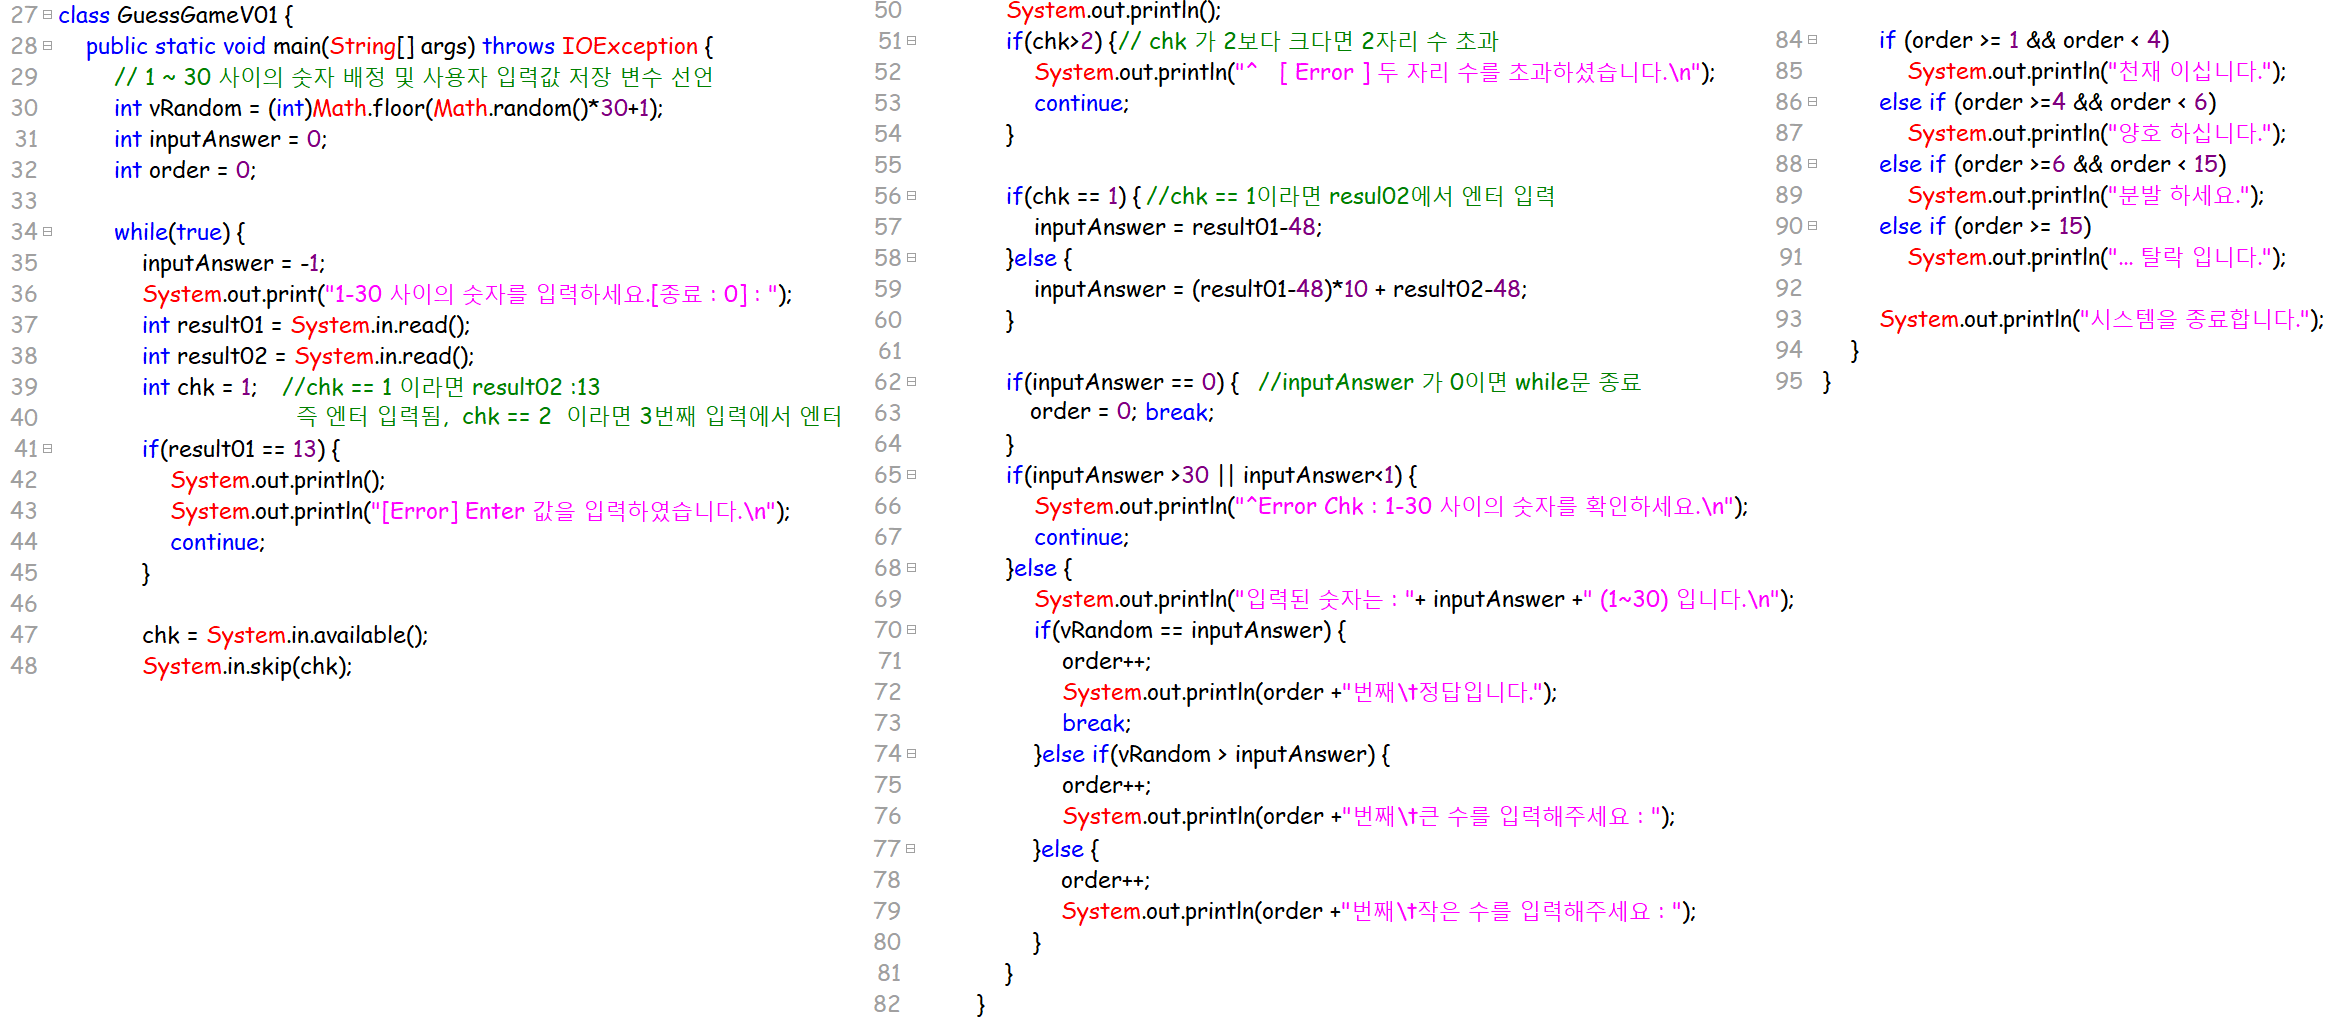 27 class GuessGameV01 {
28 public static void main(String[] args) throws IOException {
29 // 1 ~ 30 사이의 숫자 배정 및 사용자 입력값 저장 변수 선언
30 int vRandom = (int)Math.floor(Math.random()*30+1);
31 int inputAnswer = 0;
32 int order = 0;
33
34 while(true) {
35 inputAnswer = -1;
36 System.out.print("1-30 사이의 숫자를 입력하세요.[종료 : 0] : ");
37 int result01 = System.in.read();
38 int result02 = System.in.read();
39 int chk = 1; //chk == 1 이라면 result02 :13
40 즉 엔터 입력됨, chk == 2 이라면 3번째 입력에서 엔터
41 if(result01 == 13) {
42 System.out.println();
43 System.out.println("[Error] Enter 값을 입력하였습니다.\n");
44 continue;
45 }
46
47 chk = System.in.available();
48 System.in.skip(chk);
50 System.out.println();
51 if(chk>2) {// chk 가 2보다 크다면 2자리 수 초과
52 System.out.println("^ [ Error ] 두 자리 수를 초과하셨습니다.\n");
53 continue;
54 }
55
56 if(chk == 1) { //chk == 1이라면 resul02에서 엔터 입력
57 inputAnswer = result01-48;
58 }else {
59 inputAnswer = (result01-48)*10 + result02-48;
60 }
61
62 if(inputAnswer == 0) { //inputAnswer 가 0이면 while문 종료
63 order = 0; break;
64 }
65 if(inputAnswer >30 || inputAnswer<1) {
66 System.out.println("^Error Chk : 1-30 사이의 숫자를 확인하세요.\n");
67 continue;
68 }else {
69 System.out.println("입력된 숫자는 : "+ inputAnswer +" (1~30) 입니다.\n");
70 if(vRandom == inputAnswer) {
71 order++;
72 System.out.println(order +"번째\t정답입니다.");
73 break;
74 }else if(vRandom > inputAnswer) {
75 order++;
76 System.out.println(order +"번째\t큰 수를 입력해주세요 : ");
77 }else {
78 order++;
79 System.out.println(order +"번째\t작은 수를 입력해주세요 : ");
80 }
81 }
82 }
84 if (order >= 1 && order < 4)
85 System.out.println("천재 이십니다.");
86 else if (order >=4 && order < 6)
87 System.out.println("양호 하십니다.");
88 else if (order >=6 && order < 15)
89 System.out.println("분발 하세요.");
90 else if (order >= 15)
91 System.out.println("... 탈락 입니다.");
92
93 System.out.println("시스템을 종료합니다.");
94 }
95 }